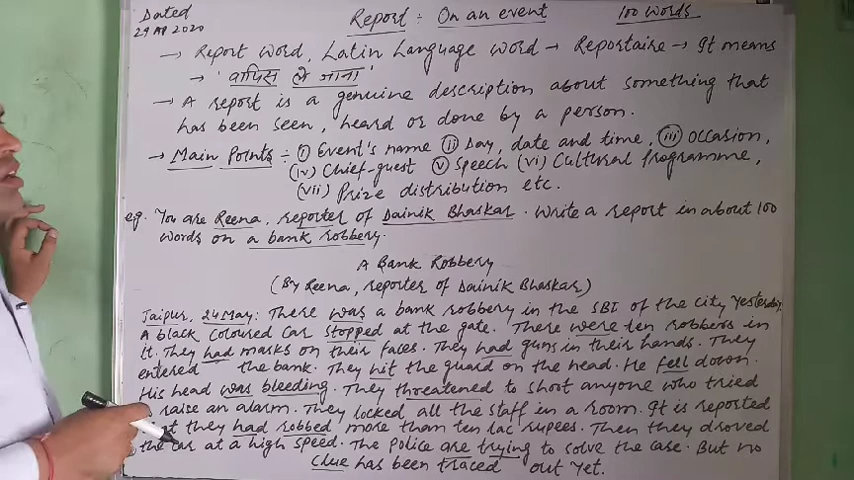 Dated
29 AP 2020
Report ÷ On an event 100 words
→ Report word, Latin Language word → Reportaire → It means
→ 'वापिस ले जाना'
→ A report is a genuine description about something that
has been seen, heard or done by a person.
→ Main Points ÷ (i) Event's name (ii) Day, date and time, (iii) occasion,
(iv) Chief-guest (v) Speech (vi) Cultural programme,
(vii) Prize distribution etc.
eg. You are Reena, reporter of Dainik Bhaskar. Write a report in about 100
words on a bank robbery.
A Bank Robbery
(By Reena, reporter of Dainik Bhaskar)
Jaipur, 24 May: There was a bank robbery in the SBI of the city yesterday.
A black coloured car stopped at the gate. There were ten robbers in
it. They had masks on their faces. They had guns in their hands. They
entered the bank. They hit the guard on the head. He fell down.
His head was bleeding. They threatened to shoot anyone who tried
raise an alarm. They locked all the staff in a room. It is reported
they had robbed more than ten lac rupees. Then they droved
the car at a high speed. The police are trying to solve the case. But no
clue has been traced out yet.